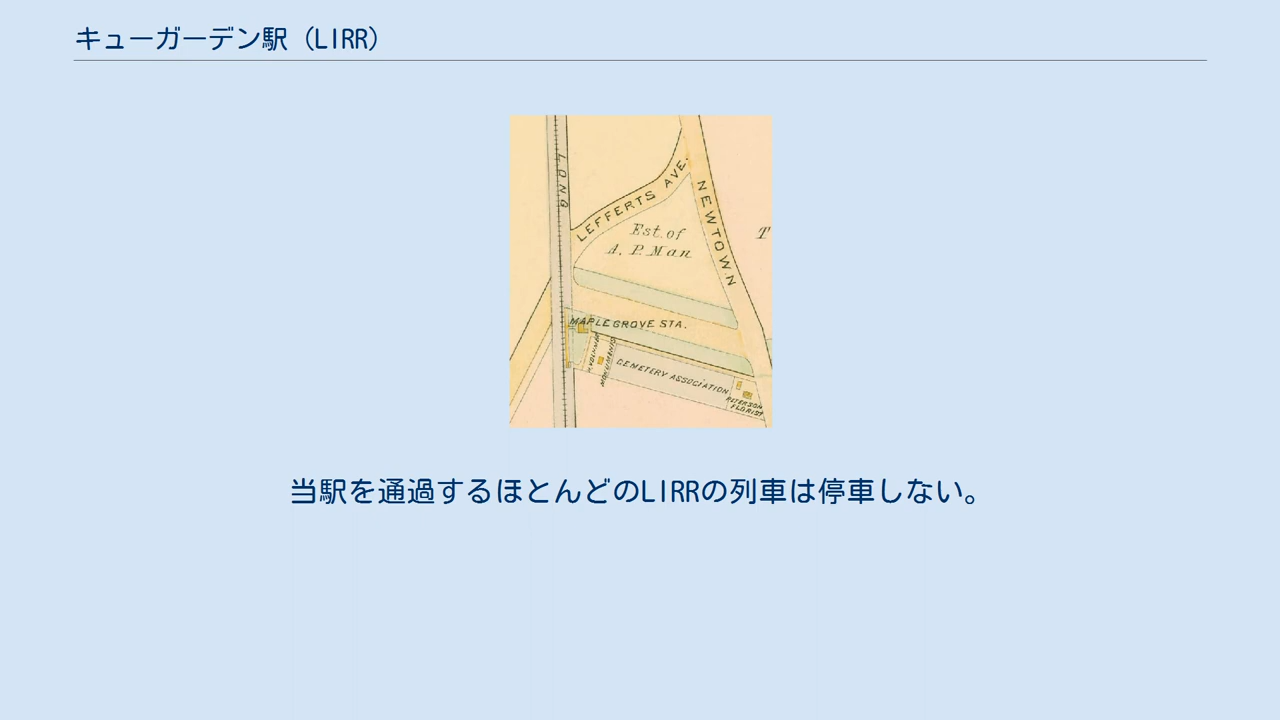 キューガーデン駅（LIRR）
LONG
LEFFERTS AVE.
NEWTOWN
Est. of
A. P. Man
T
MAPLE GROVE STA.
MONUMENTS
CEMETERY ASSOCIATION
FLORIST
当駅を通過するほとんどのLIRRの列車は停車しない。